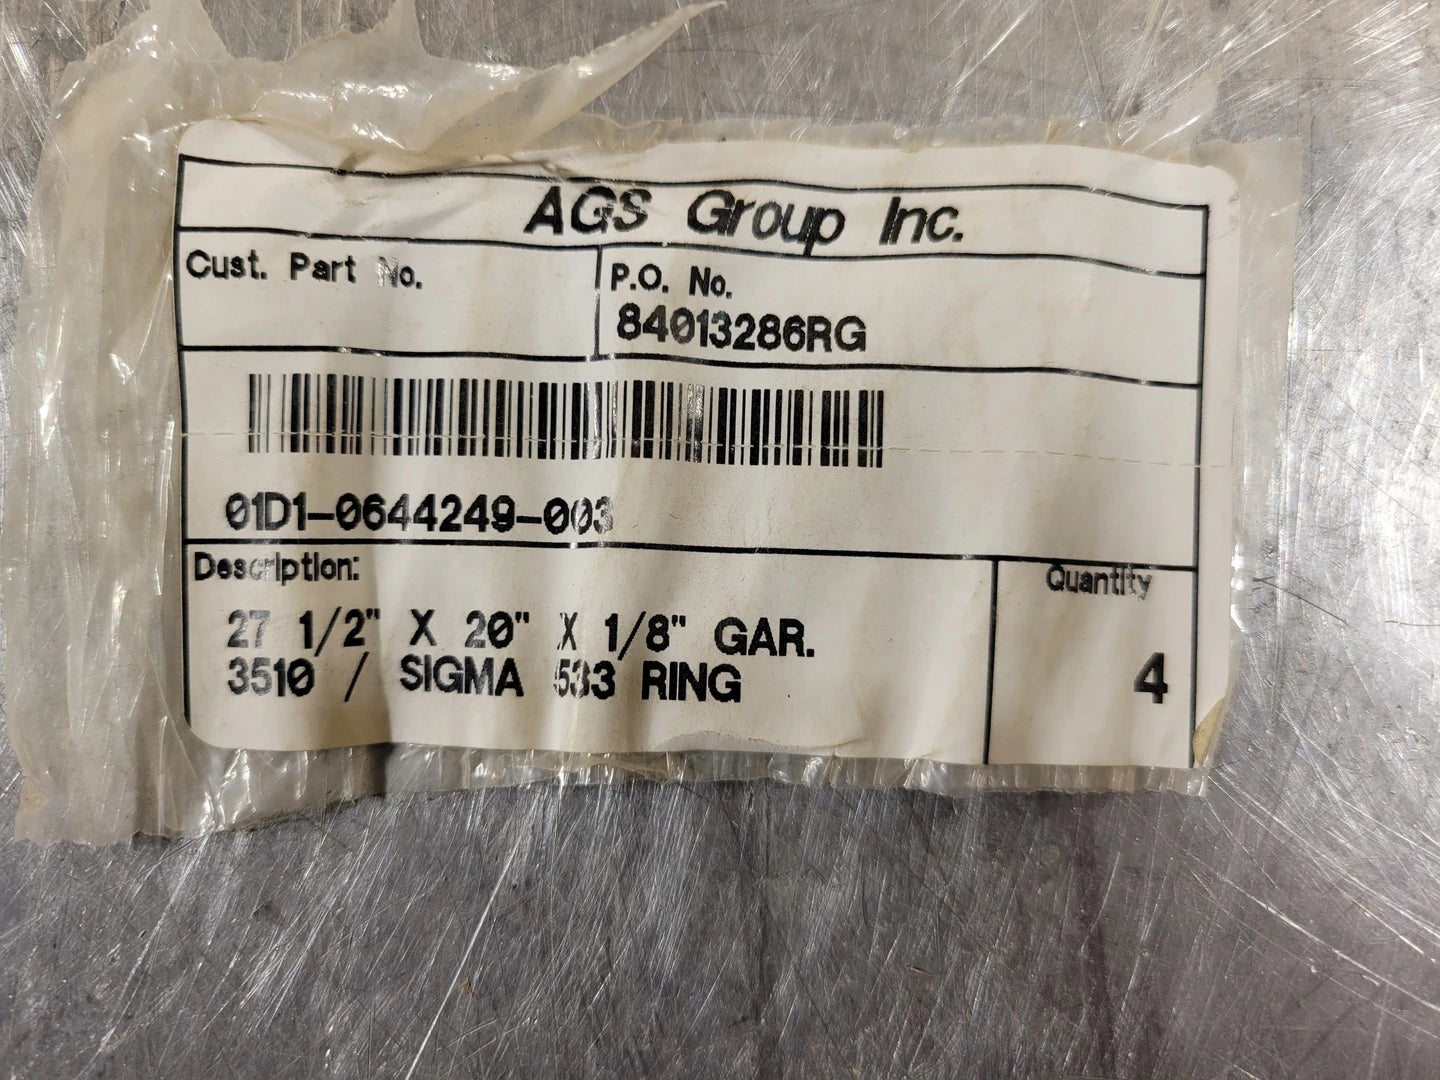 AGS Group Inc.
Cust. Part No.
P.O. No.
84013286RG
01D1-0644249-003
Description:
Quantity
27 1/2" X 20" X 1/8" GAR.
3510 / SIGMA 533 RING
4